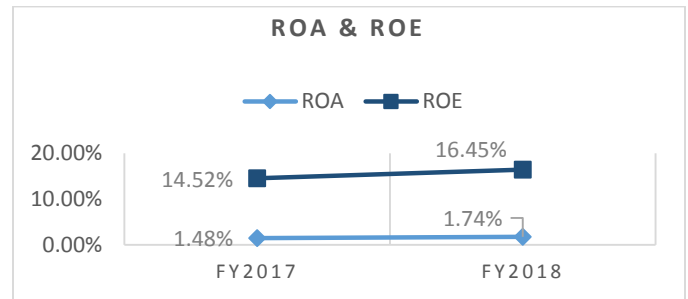 ROA & ROE
ROA ROE
20.00%
10.00%
0.00%
14.52%
16.45%
1.48%
1.74%
FY2017 FY2018